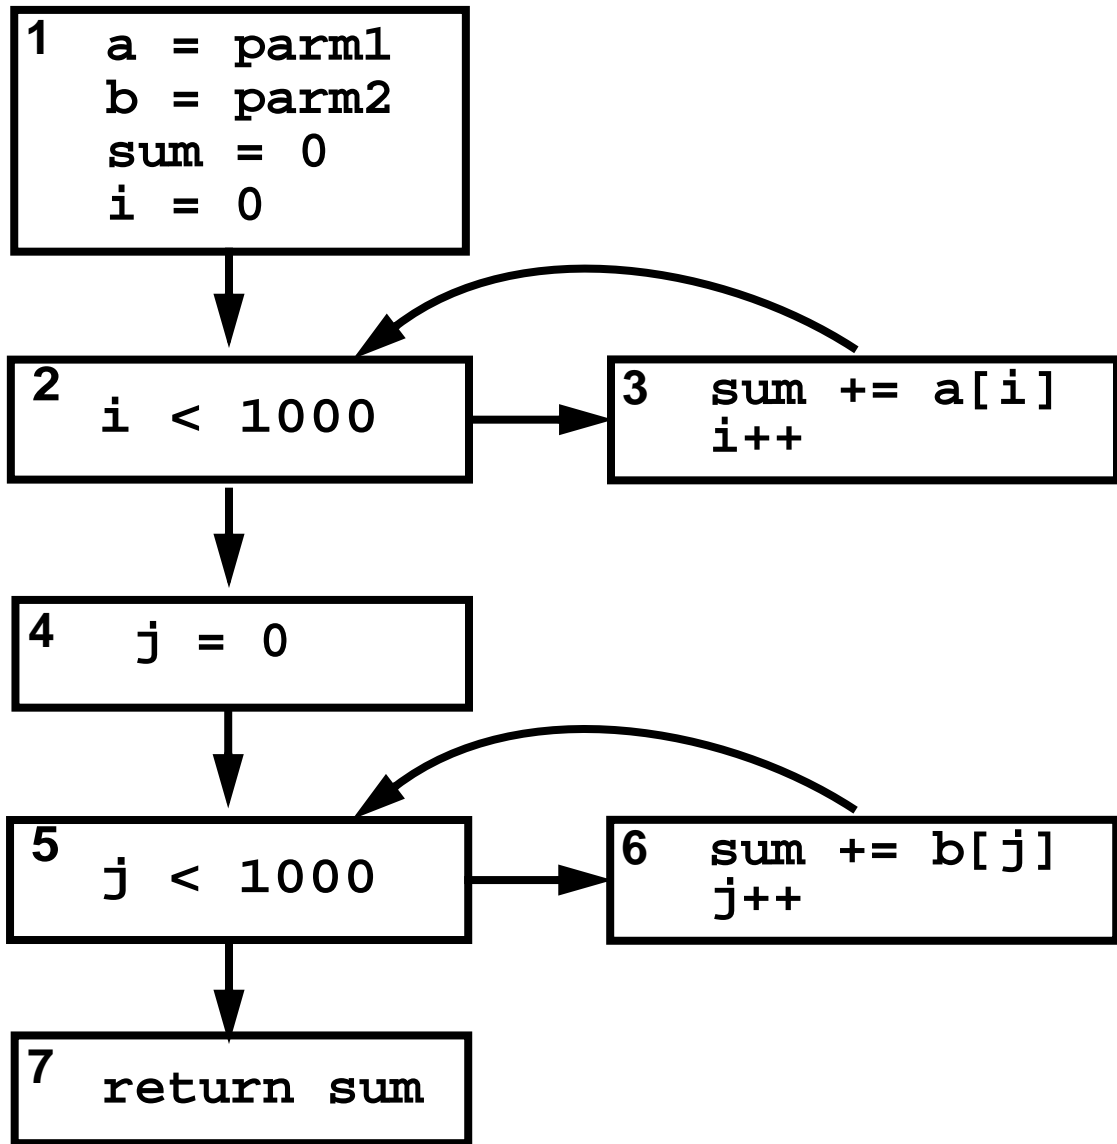 1 a = parm1
b = parm2
sum = 0
i = 0
2 i < 1000
3 sum += a[i]
i++
4 j = 0
5 j < 1000
6 sum += b[j]
j++
7 return sum